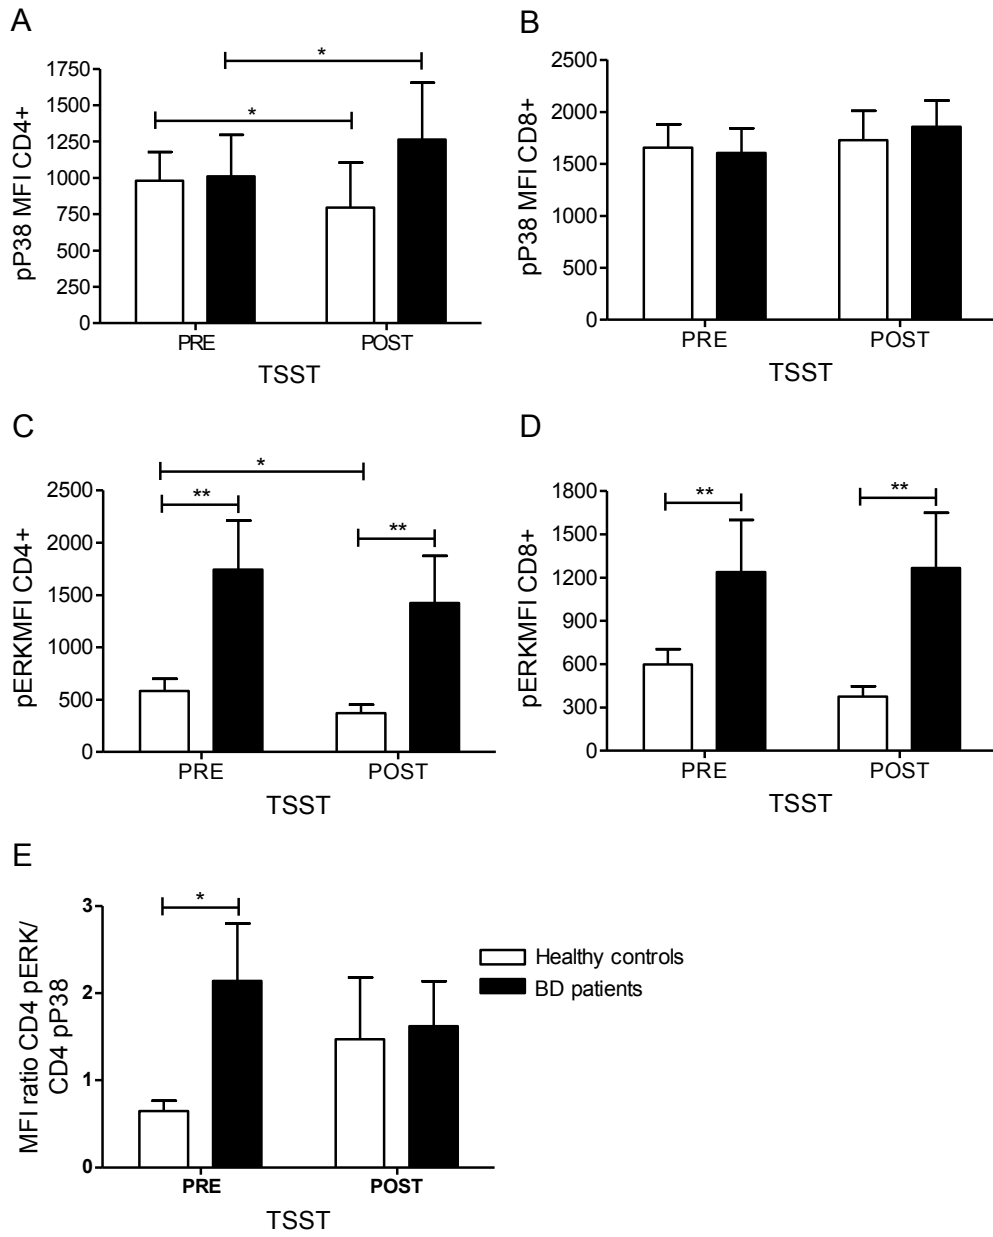 A
pP38 MFI CD4+
1750
1500
1250
1000
750
500
250
0
*
*
PRE
POST
TSST
B
pP38 MFI CD8+
2500
2000
1500
1000
500
0
PRE
POST
TSST
C
pERKMFI CD4+
2500
2000
1500
1000
500
0
*
**
**
PRE
POST
TSST
D
pERKMFI CD8+
1800
1500
1200
900
600
300
0
**
**
PRE
POST
TSST
E
MFI ratio CD4 pERK/
CD4 pP38
3
2
1
0
*
PRE
POST
TSST
Healthy controls
BD patients